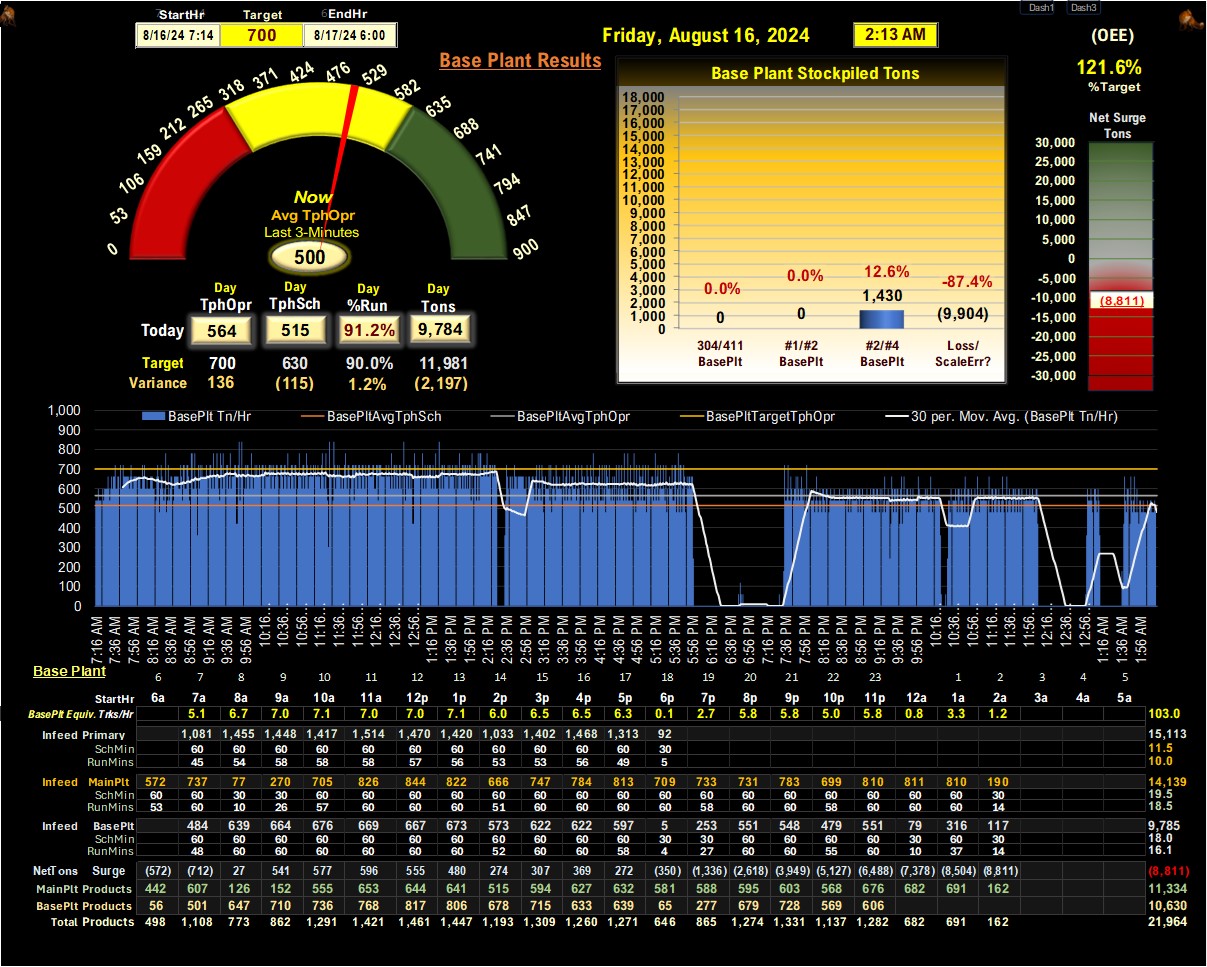 Dash1 Dash3
StartHr Target EndHr
8/16/24 7:14 700 8/17/24 6:00
Friday, August 16, 2024 2:13 AM
(OEE)
121.6%
%Target
Base Plant Results
0 53 106 159 212 265 318 371 424 476 529 582 635 688 741 794 847 900
Now
Avg TphOpr
Last 3-Minutes
500
Day Day Day Day
TphOpr TphSch %Run Tons
Today 564 515 91.2% 9,784
Target 700 630 90.0% 11,981
Variance 136 (115) 1.2% (2,197)
Base Plant Stockpiled Tons
18,000
17,000
16,000
15,000
14,000
13,000
12,000
11,000
10,000
9,000
8,000
7,000
6,000
5,000
4,000
3,000
2,000
1,000
0
0.0% 0.0% 12.6% -87.4%
0 0 1,430 (9,904)
304/411 #1/#2 #2/#4 Loss/
BasePlt BasePlt BasePlt ScaleErr?
Net Surge
Tons
30,000
25,000
20,000
15,000
10,000
5,000
0
-5,000
-10,000
-15,000
-20,000
-25,000
-30,000
(8,811)
BasePlt Tn/Hr BasePltAvgTphSch BasePltAvgTphOpr BasePltTargetTphOpr 30 per. Mov. Avg. (BasePlt Tn/Hr)
1,000
900
800
700
600
500
400
300
200
100
0
7:16 AM 7:36 AM 7:56 AM 8:16 AM 8:36 AM 8:56 AM 9:16 AM 9:36 AM 9:56 AM 10:16… 10:36… 10:56… 11:16… 11:36… 11:56… 12:16… 12:36… 12:56… 1:16 PM 1:36 PM 1:56 PM 2:16 PM 2:36 PM 2:56 PM 3:16 PM 3:36 PM 3:56 PM 4:16 PM 4:36 PM 4:56 PM 5:16 PM 5:36 PM 5:56 PM 6:16 PM 6:36 PM 6:56 PM 7:16 PM 7:36 PM 7:56 PM 8:16 PM 8:36 PM 8:56 PM 9:16 PM 9:36 PM 9:56 PM 10:16… 10:36… 10:56… 11:16… 11:36… 11:56… 12:16… 12:36… 12:56… 1:16 AM 1:36 AM 1:56 AM
Base Plant
6 7 8 9 10 11 12 13 14 15 16 17 18 19 20 21 22 23 1 2 3 4 5
StartHr 6a 7a 8a 9a 10a 11a 12p 1p 2p 3p 4p 5p 6p 7p 8p 9p 10p 11p 12a 1a 2a 3a 4a 5a
BasePlt Equiv. Trks/Hr 5.1 6.7 7.0 7.1 7.0 7.0 7.1 6.0 6.5 6.5 6.3 0.1 2.7 5.8 5.8 5.0 5.8 0.8 3.3 1.2 103.0
Infeed Primary 1,081 1,455 1,448 1,417 1,514 1,470 1,420 1,033 1,402 1,468 1,313 92 15,113
SchMin 60 60 60 60 60 60 60 60 60 60 60 30 11.5
RunMins 45 54 58 58 58 57 56 53 53 56 49 5 10.0
Infeed MainPlt 572 737 77 270 705 826 844 822 666 747 784 813 709 733 731 783 699 810 811 810 190 14,139
SchMin 60 60 30 30 60 60 60 60 60 60 60 60 60 60 60 60 60 60 60 60 30 19.5
RunMins 53 60 10 26 57 60 60 60 51 60 60 60 60 58 60 60 58 60 60 60 14 18.5
Infeed BasePlt 484 639 664 676 669 667 673 573 622 622 597 5 253 551 548 479 551 79 316 117 9,785
SchMin 60 60 60 60 60 60 60 60 60 60 60 30 30 60 60 60 60 30 60 30 18.0
RunMins 48 60 60 60 60 60 60 52 60 60 58 4 27 60 60 55 60 10 37 14 16.1
NetTons Surge (572) (712) 27 541 577 596 555 480 274 307 369 272 (350) (1,336) (2,618) (3,949) (5,127) (6,488) (7,378) (8,504) (8,811) (8,811)
MainPlt Products 442 607 126 152 555 653 644 641 515 594 627 632 581 588 595 603 568 676 682 691 162 11,334
BasePlt Products 56 501 647 710 736 768 817 806 678 715 633 639 65 277 679 728 569 606 10,630
Total Products 498 1,108 773 862 1,291 1,421 1,461 1,447 1,193 1,309 1,260 1,271 646 865 1,274 1,331 1,137 1,282 682 691 162 21,964